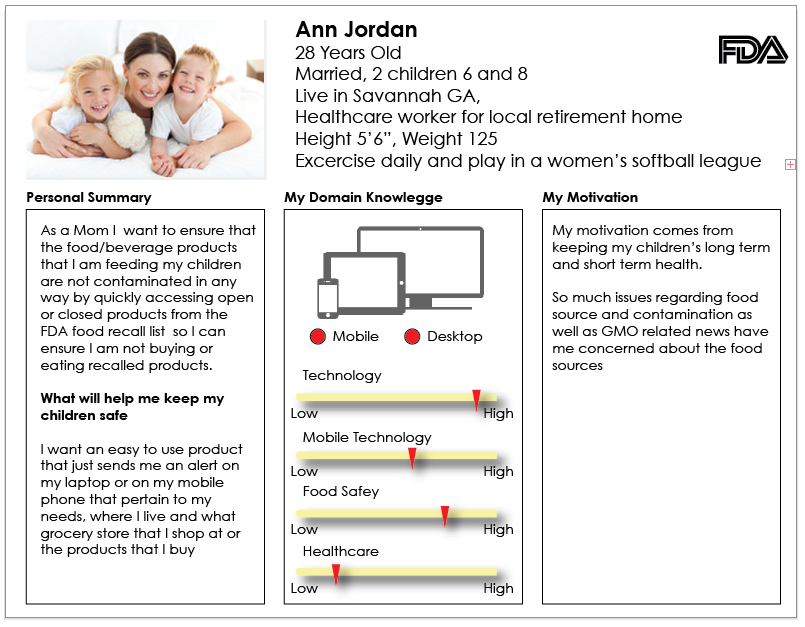 Ann Jordan
28 Years Old
Married, 2 children 6 and 8
Live in Savannah GA,
Healthcare worker for local retirement home
Height 5’6”, Weight 125
Excercise daily and play in a women’s softball league
FDA
Personal Summary
As a Mom I want to ensure that
the food/beverage products
that I am feeding my children
are not contaminated in any
way by quickly accessing open
or closed products from the
FDA food recall list so I can
ensure I am not buying or
eating recalled products.
What will help me keep my
children safe
I want an easy to use product
that just sends me an alert on
my laptop or on my mobile
phone that pertain to my
needs, where I live and what
grocery store that I shop at or
the products that I buy
My Domain Knowlegge
Mobile
Desktop
Technology
Low High
Mobile Technology
Low High
Food Safey
Low High
Healthcare
Low High
My Motivation
My motivation comes from
keeping my children’s long term
and short term health.
So much issues regarding food
source and contamination as
well as GMO related news have
me concerned about the food
sources